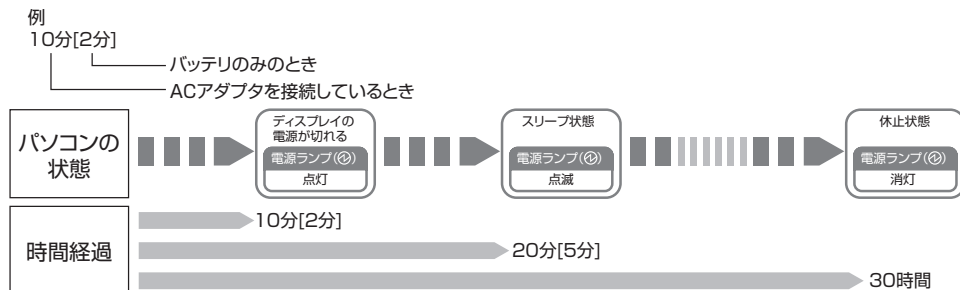 例
10分[2分]
バッテリのみのとき
ACアダプタを接続しているとき
パソコンの
状態
ディスプレイの
電源が切れる
電源ランプ()
点灯
スリープ状態
電源ランプ()
点滅
休止状態
電源ランプ()
消灯
時間経過
10分[2分]
20分[5分]
30時間